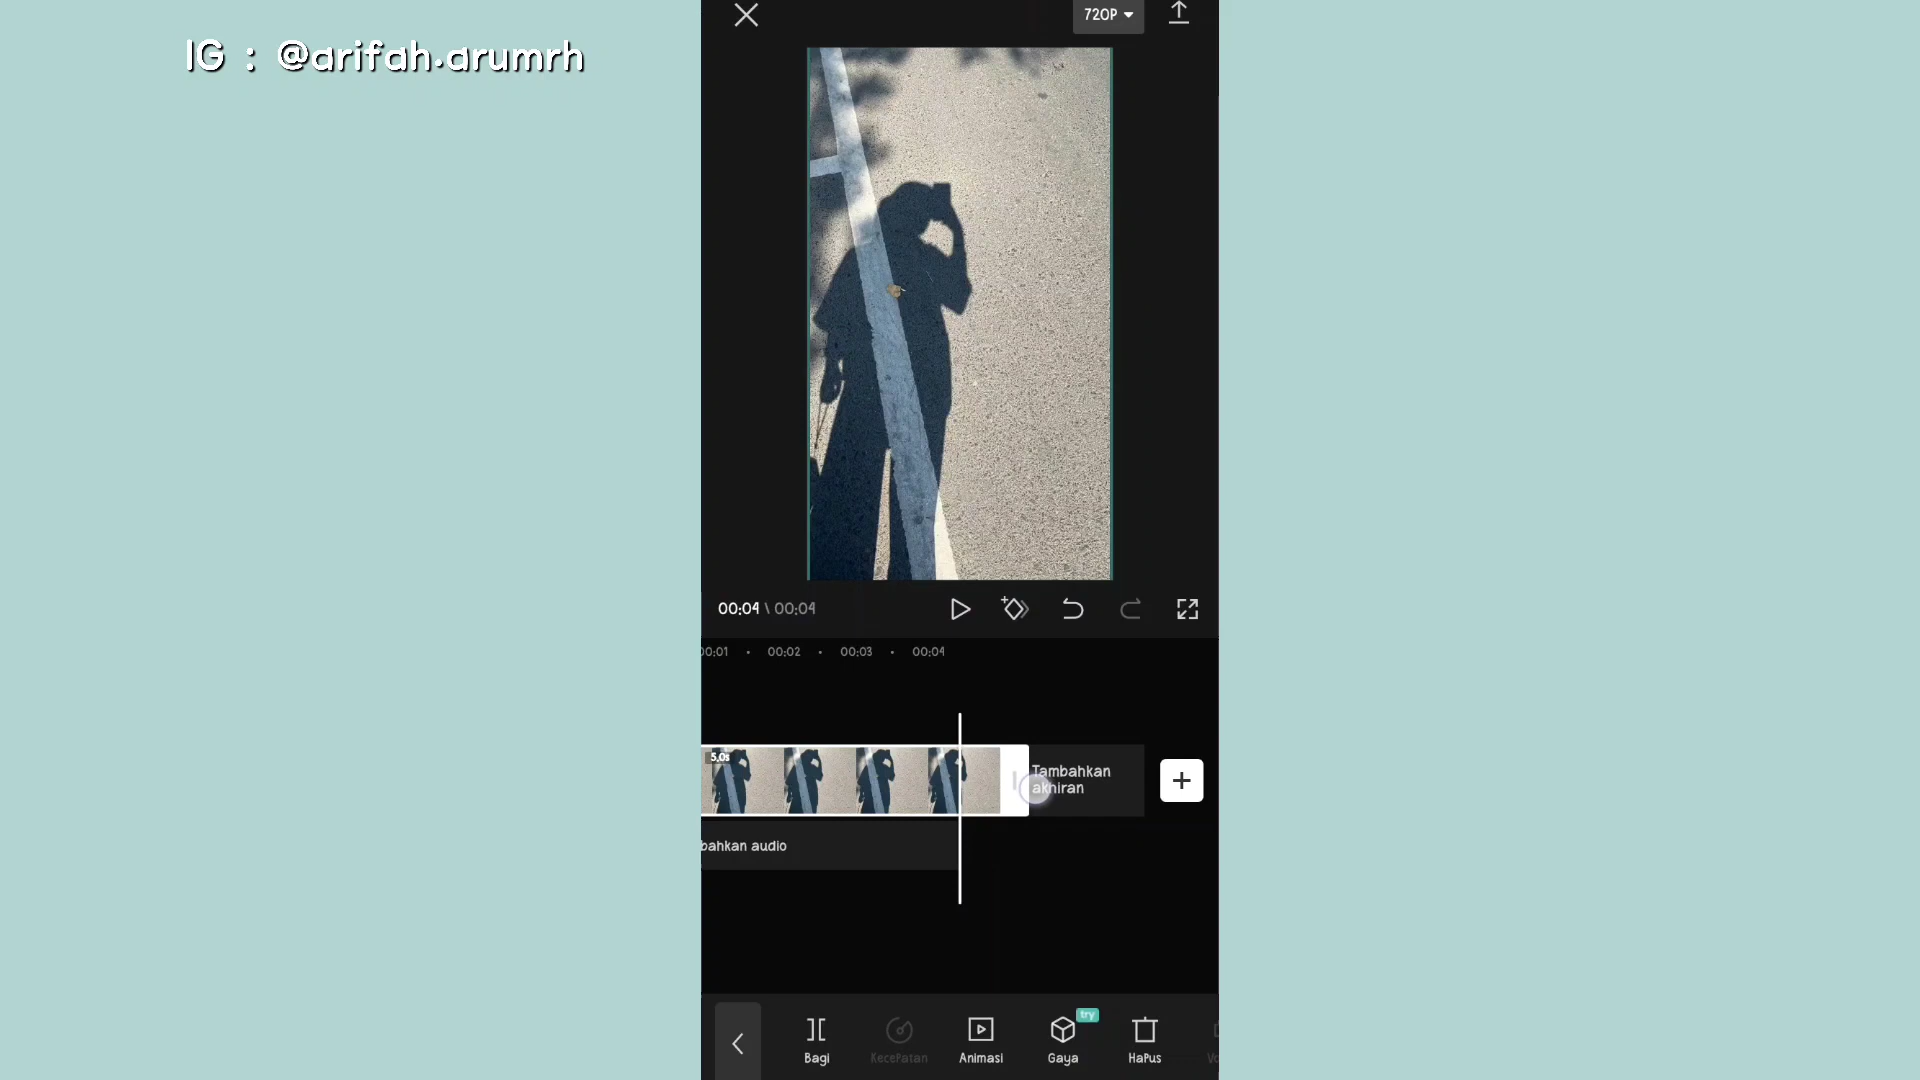 IG : @arifah.arumrh
720P
00:04 \ 00:04
00:01 00:02 00:03 00:04
5,0s
Tambahkan
akhiran
bahkan audio
try
Bagi KecePatan Animasi Gaya HaPus